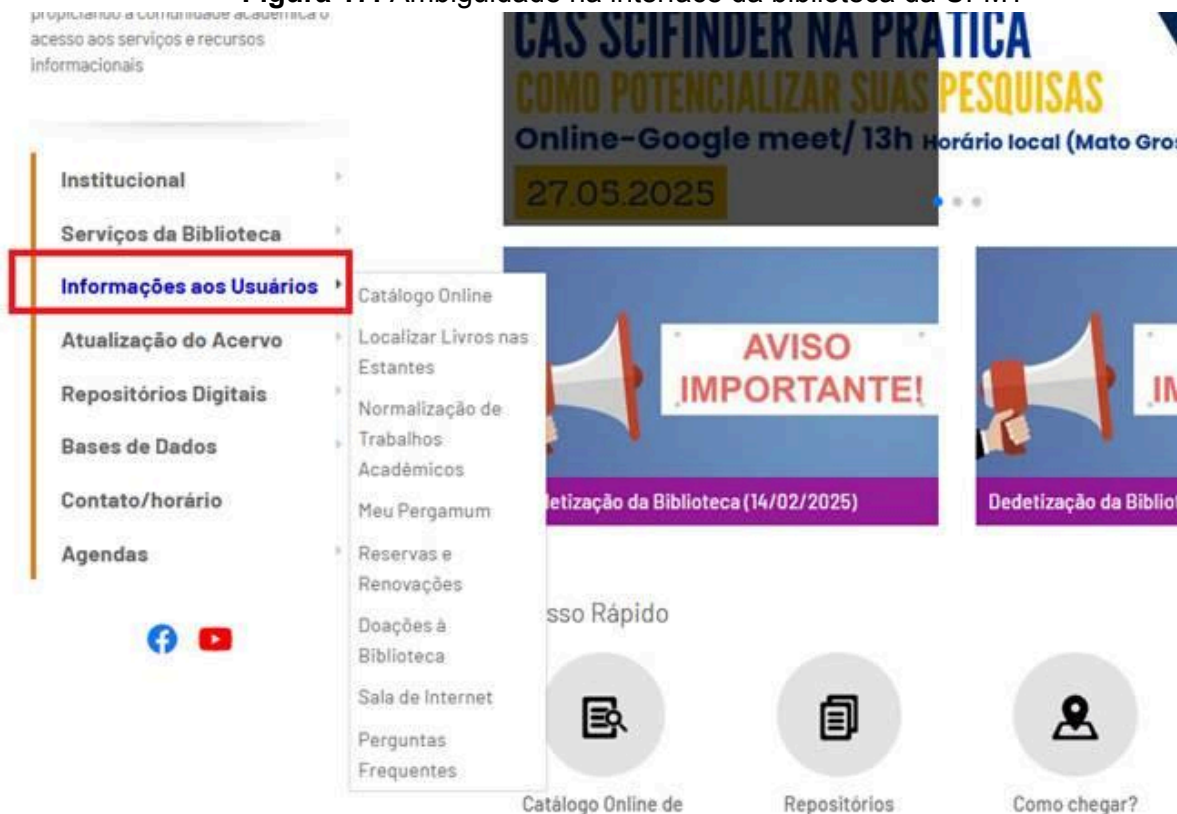 Figura 17. Ambiguidade na interface da biblioteca da UFMT
propiciando à comunidade acadêmica o
acesso aos serviços e recursos
informacionais
Institucional
Serviços da Biblioteca
Informações aos Usuários
Atualização do Acervo
Repositórios Digitais
Bases de Dados
Contato/horário
Agendas
Catálogo Online
Localizar Livros nas
Estantes
Normalização de
Trabalhos
Acadêmicos
Meu Pergamum
Reservas e
Renovações
Doações à
Biblioteca
Sala de Internet
Perguntas
Frequentes
CAS SCIFINDER NA PRÁTICA
COMO POTENCIALIZAR SUAS PESQUISAS
Online-Google meet/ 13h Horário local (Mato Gros
27.05.2025
AVISO
IMPORTANTE!
etização da Biblioteca (14/02/2025)
IM
Dedetização da Bibliot
sso Rápido
Catálogo Online de
Repositórios
Como chegar?